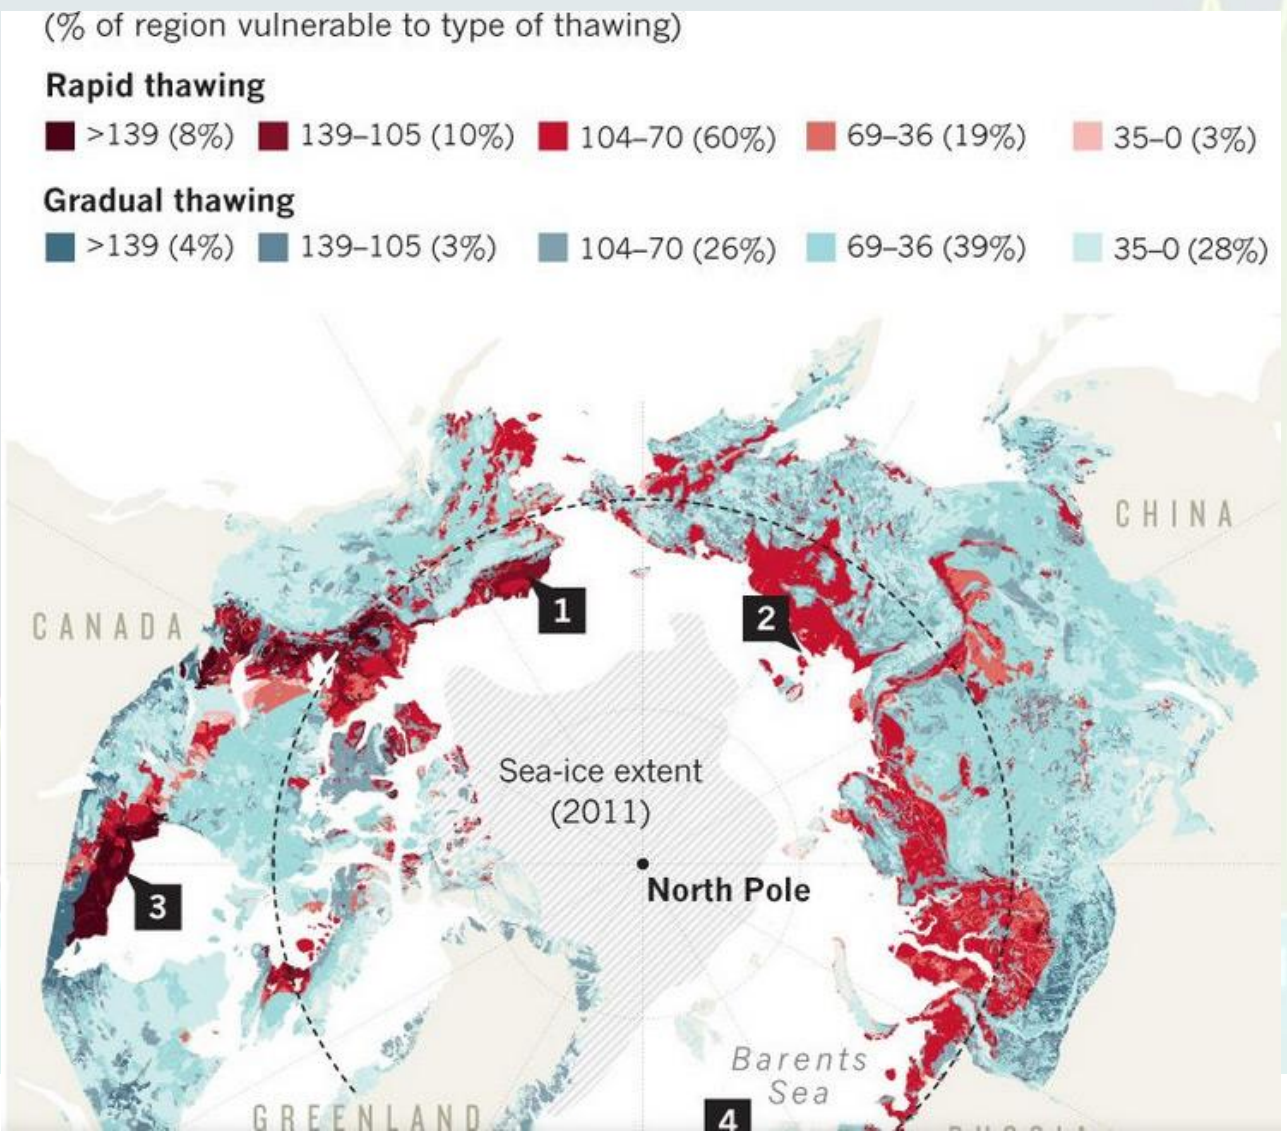 (% of region vulnerable to type of thawing)
Rapid thawing
>139 (8%) 139–105 (10%) 104–70 (60%) 69–36 (19%) 35–0 (3%)
Gradual thawing
>139 (4%) 139–105 (3%) 104–70 (26%) 69–36 (39%) 35–0 (28%)
CHINA
1
2
CANADA
Sea-ice extent
(2011)
North Pole
3
Barents
Sea
GREENLAND
4
RUSSIA